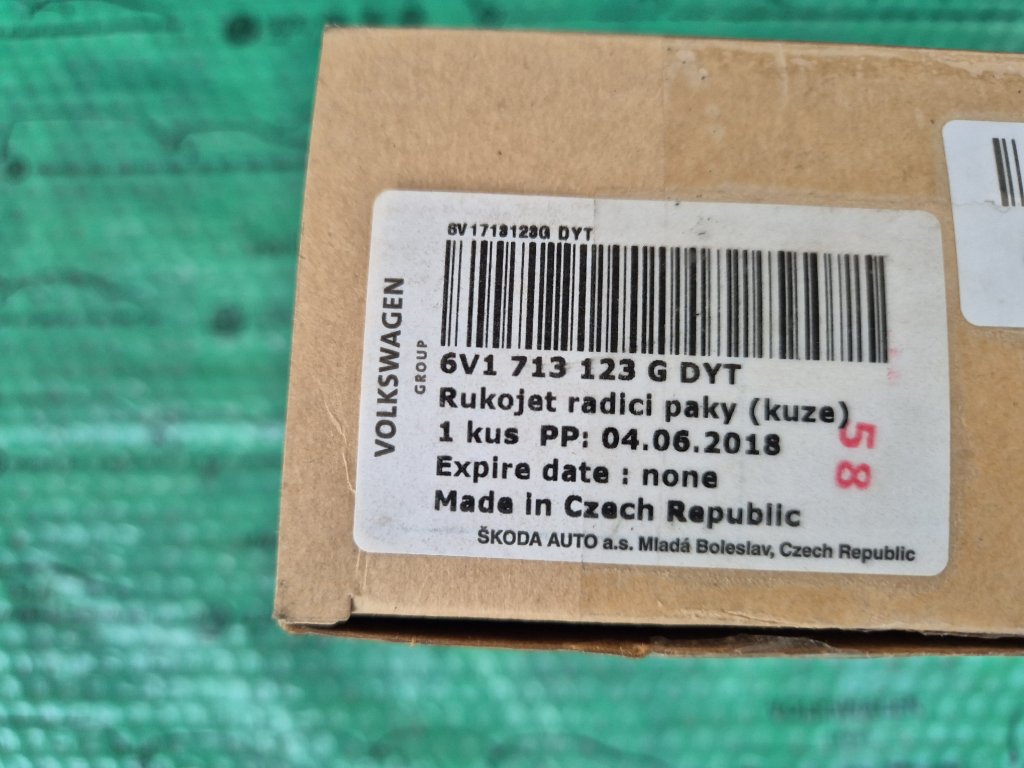 6V1713123G DYT
VOLKSWAGEN
GROUP
6V1 713 123 G DYT
Rukojet radici paky (kuze)
1 kus PP: 04.06.2018
58
Expire date : none
Made in Czech Republic
ŠKODA AUTO a.s. Mladá Boleslav, Czech Republic